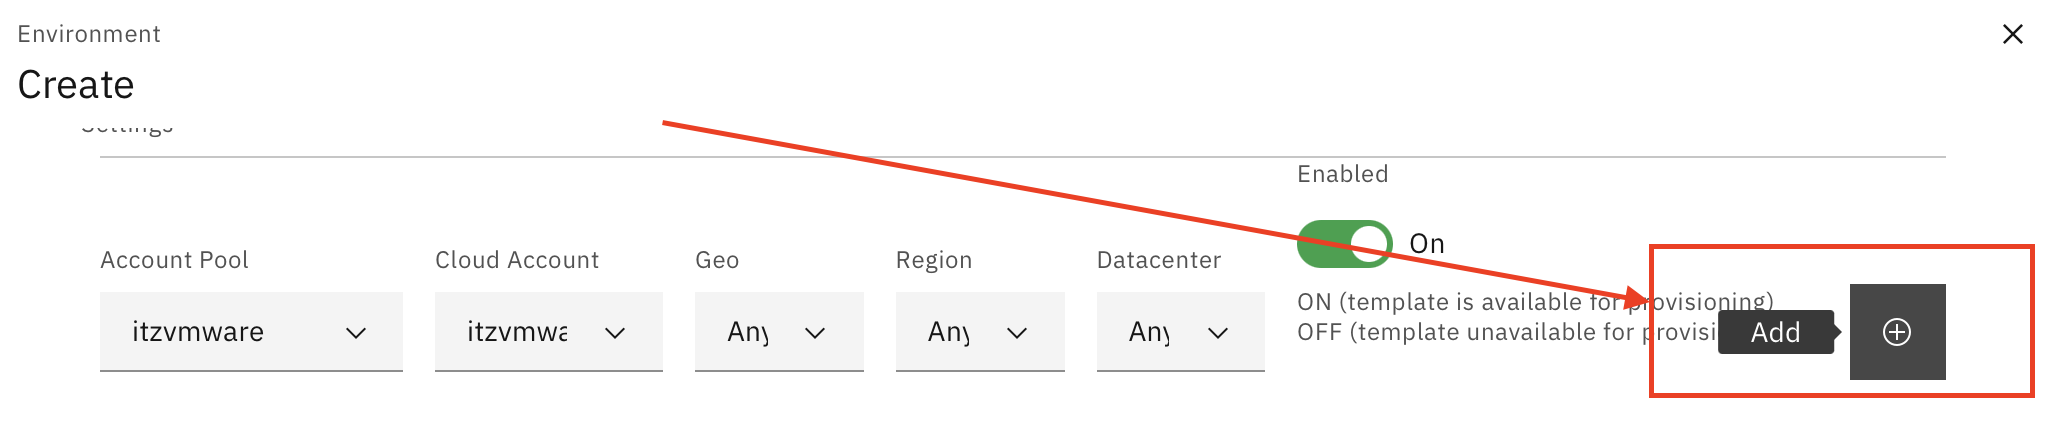 Environment
Create
Settings
Enabled
On
Account Pool
Cloud Account
Geo
Region
Datacenter
itzvmware
itzvmwa
Any
Any
Any
ON (template is available for provisioning)
OFF (template unavailable for provisi
Add